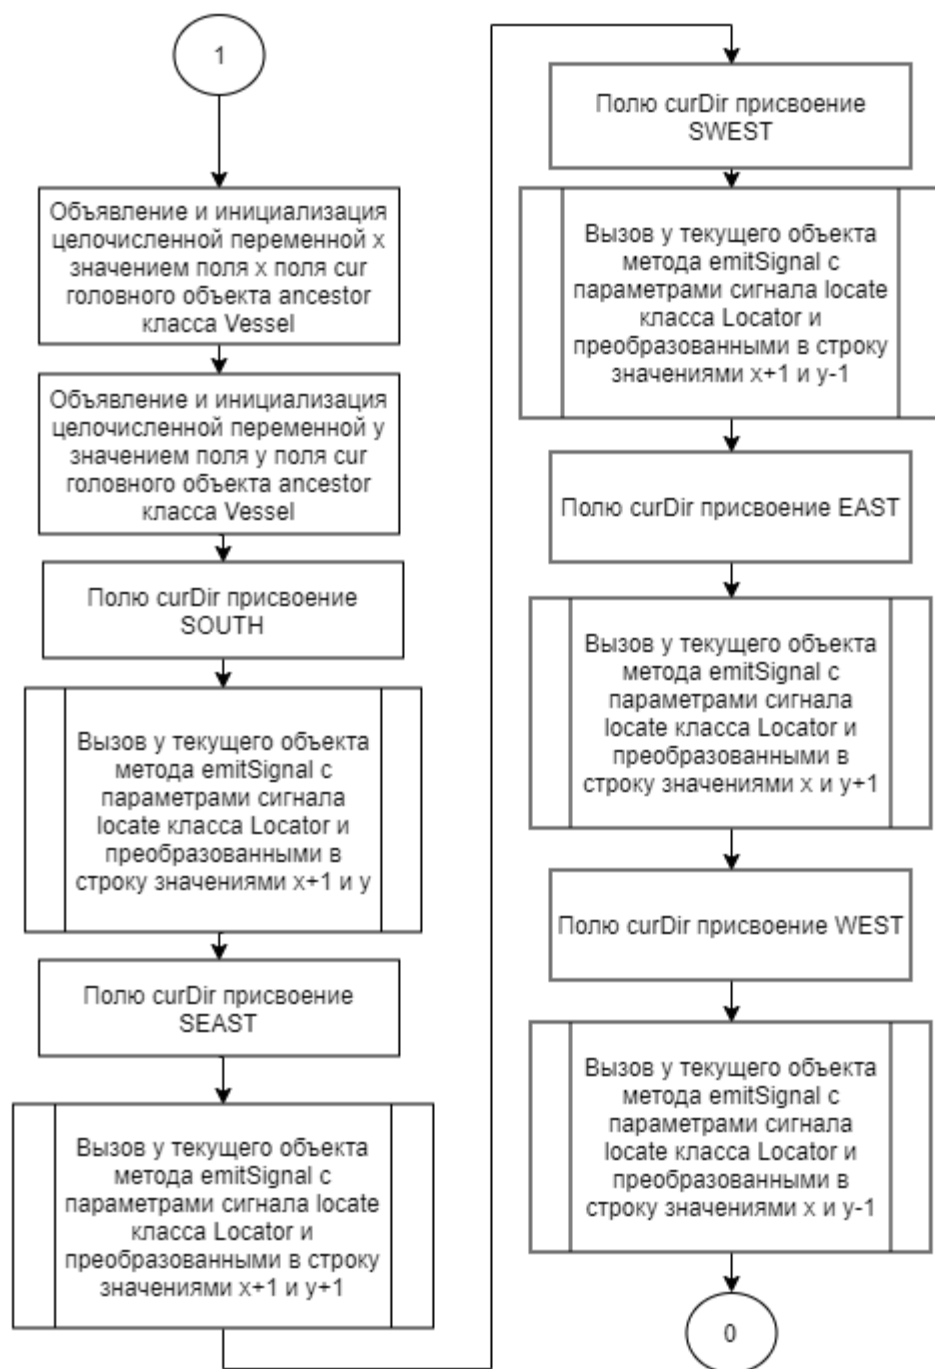 1
Объявление и инициализация
целочисленной переменной x
значением поля x поля cur
головного объекта ancestor
класса Vessel
Объявление и инициализация
целочисленной переменной y
значением поля y поля cur
головного объекта ancestor
класса Vessel
Полю curDir присвоение
SOUTH
Вызов у текущего объекта
метода emitSignal с
параметрами сигнала
locate класса Locator и
преобразованными в
строку значениями x+1 и y
Полю curDir присвоение
SEAST
Вызов у текущего объекта
метода emitSignal с
параметрами сигнала locate
класса Locator и
преобразованными в строку
значениями x+1 и y+1
Полю curDir присвоение
SWEST
Вызов у текущего объекта
метода emitSignal с
параметрами сигнала locate
класса Locator и
преобразованными в строку
значениями x+1 и y-1
Полю curDir присвоение EAST
Вызов у текущего объекта
метода emitSignal с
параметрами сигнала
locate класса Locator и
преобразованными в
строку значениями x и y+1
Полю curDir присвоение WEST
Вызов у текущего объекта
метода emitSignal с
параметрами сигнала
locate класса Locator и
преобразованными в
строку значениями x и y-1
0